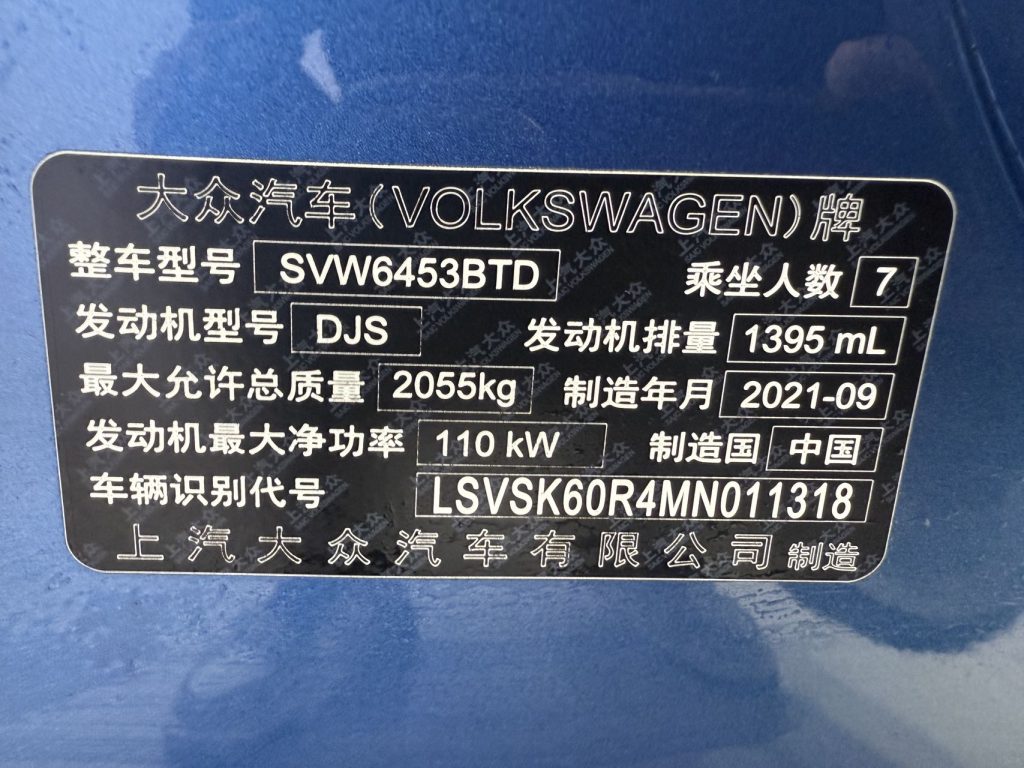 大众汽车(VOLKSWAGEN)牌
整车型号 SVW6453BTD 乘坐人数 7
发动机型号 DJS 发动机排量 1395 mL
最大允许总质量 2055kg 制造年月 2021-09
发动机最大净功率 110 kW 制造国 中国
车辆识别代号 LSVSK60R4MN011318
上汽大众汽车有限公司 制造